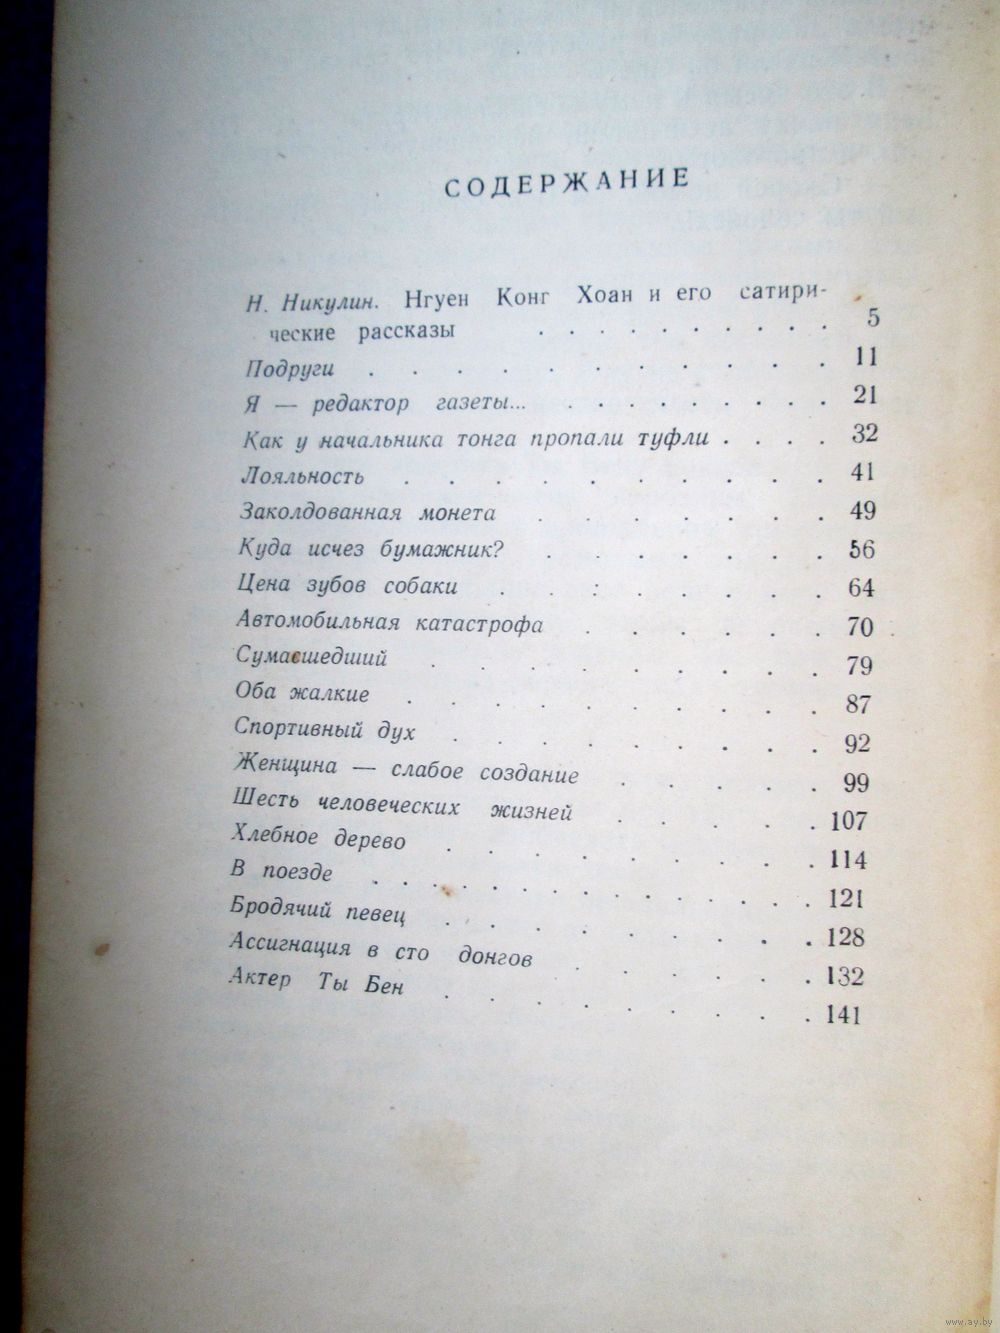 СОДЕРЖАНИЕ
Н. Никулин. Нгуен Конг Хоан и его сатири-
ческие рассказы . . . . . . . . . . 5
Подруги . . . . . . . . . . . 11
Я — редактор газеты... . . . . . . . 21
Как у начальника тонга пропали туфли . . . . 32
Лояльность . . . . . . . . . . 41
Заколдованная монета . . . . . . . 49
Куда исчез бумажник? . . . . . . . 56
Цена зубов собаки . . . . . . . 64
Автомобильная катастрофа . . . . . . 70
Сумасшедший . . . . . . . . . 79
Оба жалкие . . . . . . . . . . 87
Спортивный дух . . . . . . . . . 92
Женщина — слабое создание . . . . . 99
Шесть человеческих жизней . . . . . 107
Хлебное дерево . . . . . . . . . 114
В поезде . . . . . . . . . . . . . . 121
Бродячий певец . . . . . . . . . 128
Ассигнация в сто донгов . . . . . . 132
Актер Ты Бен . . . . . . . . . 141
www.ay.by